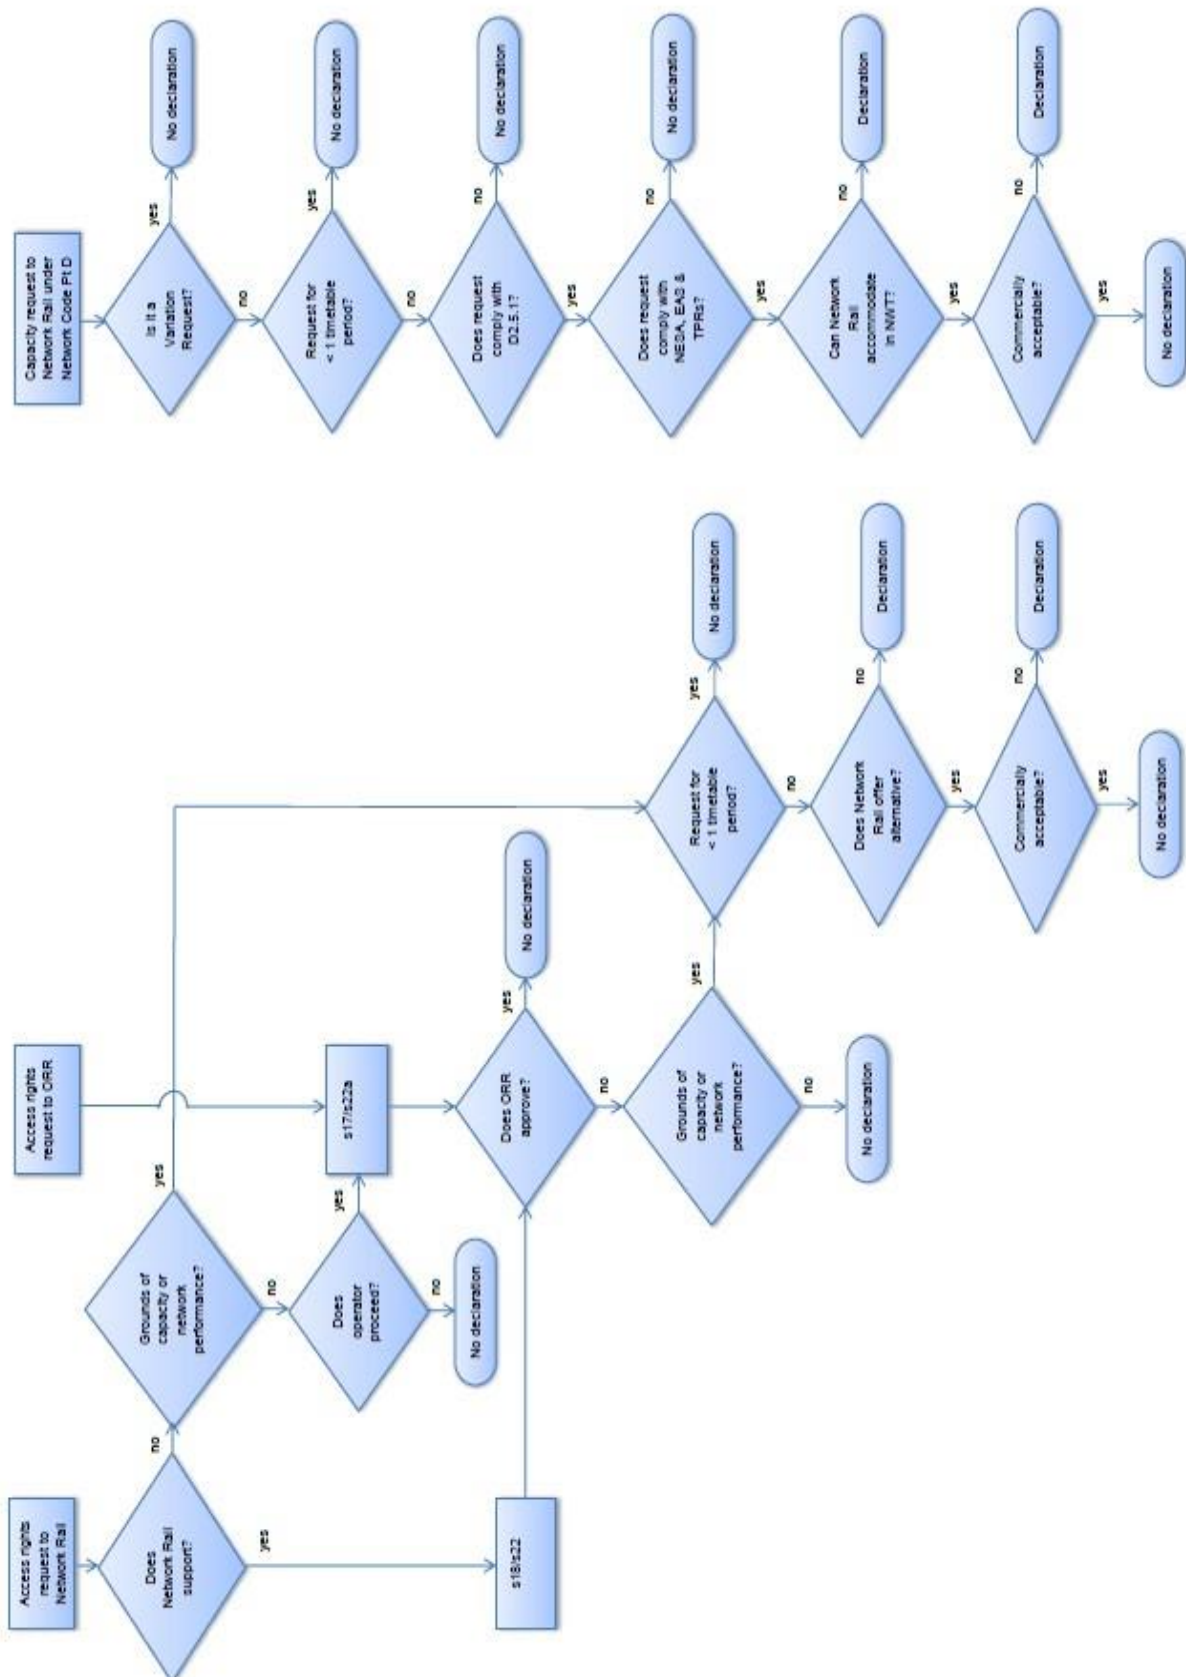 Access rights
request to
Network Rail
Does
Network Rail
support?
no
yes
s18/s22
Grounds of
capacity or
network
performance?
yes
no
Does
operator
proceed?
yes
no
No declaration
Access rights
request to ORR
s17/s22a
Does ORR
approve?
yes
No declaration
no
Grounds of
capacity or
network
performance?
yes
no
No declaration
Request for
< 1 timetable
period?
yes
No declaration
no
Does Network
Rail offer
alternative?
no
Declaration
yes
Commercially
acceptable?
no
Declaration
yes
No declaration
Capacity request to
Network Rail under
Network Code Pt D
Is it a
Variation
Request?
yes
No declaration
no
Request for
< 1 timetable
period?
yes
No declaration
no
Does request
comply with
D2.5.1?
no
No declaration
yes
Does request
comply with
NESA, EAS &
TPRs?
no
No declaration
yes
Can Network
Rail
accommodate
in NWT?
no
Declaration
yes
Commercially
acceptable?
no
Declaration
yes
No declaration